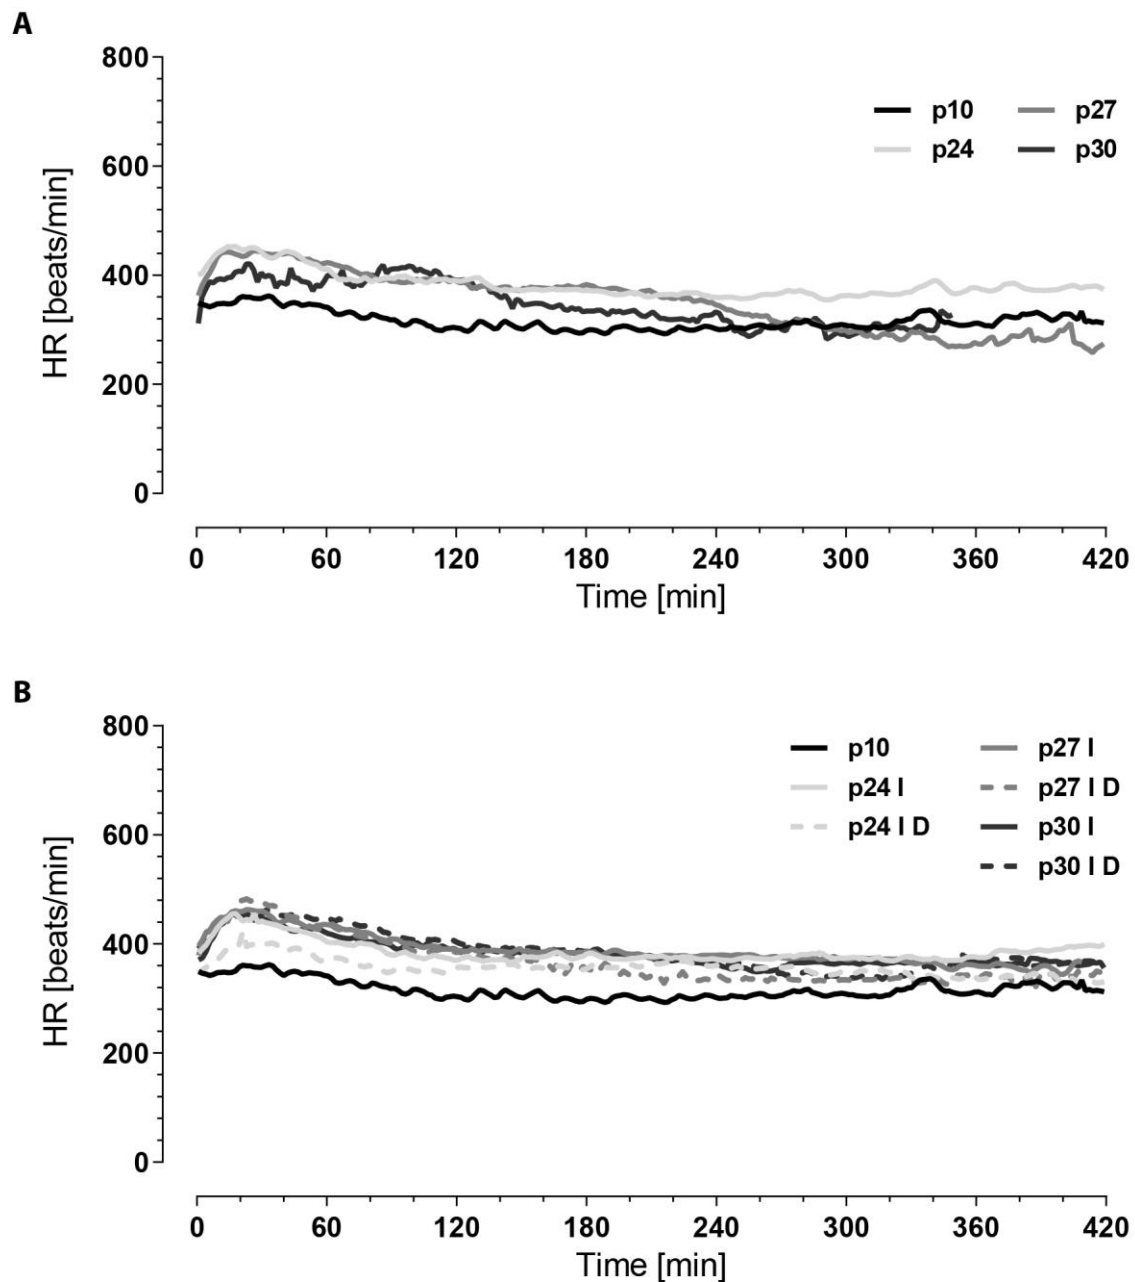 A
800
600
400
200
0
HR [beats/min]
p10 p27
p24 p30
0 60 120 180 240 300 360 420
Time [min]
B
800
600
400
200
0
HR [beats/min]
p10 p27 I
p24 I p27 I D
p24 I D p30 I
p30 I D
0 60 120 180 240 300 360 420
Time [min]